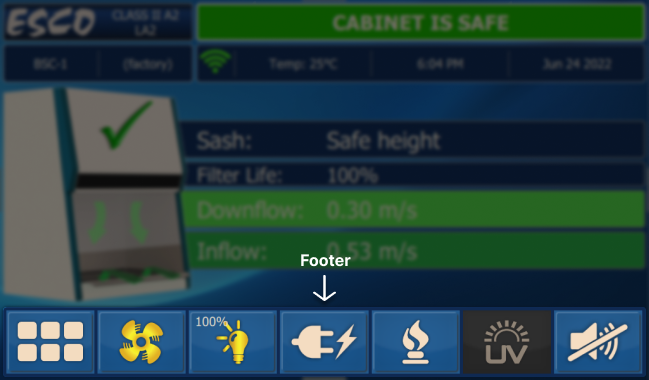 ESCO
CLASS II A2
LA2
CABINET IS SAFE
BSC-1
(factory)
Temp: 25°C
6:04 PM
Jun 24 2022
Sash: Safe height
Filter Life: 100%
Downflow: 0.30 m/s
Inflow: 0.53 m/s
Footer
100%
UV